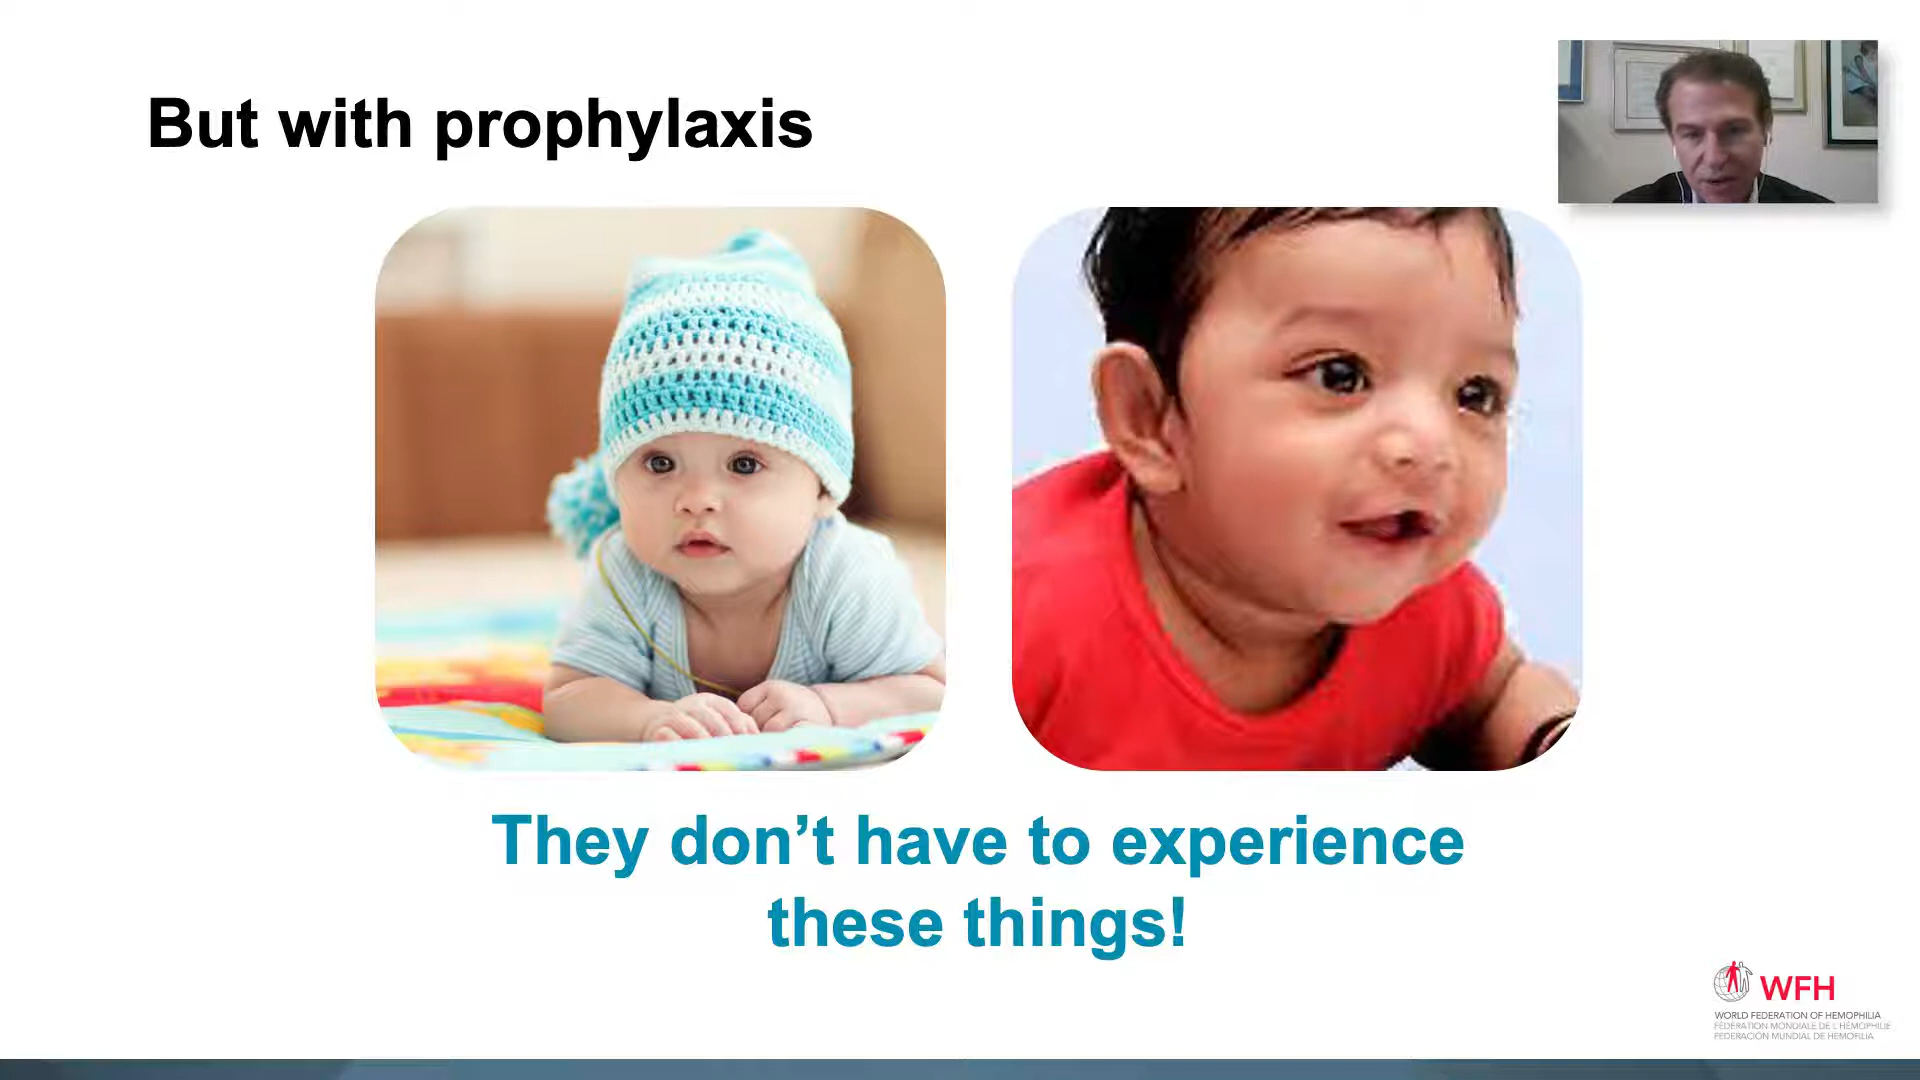 But with prophylaxis
They don’t have to experience
these things!
WFH
WORLD FEDERATION OF HEMOPHILIA
FÉDÉRATION MONDIALE DE L'HÉMOPHILIE
FEDERACIÓN MUNDIAL DE HEMOFILIA